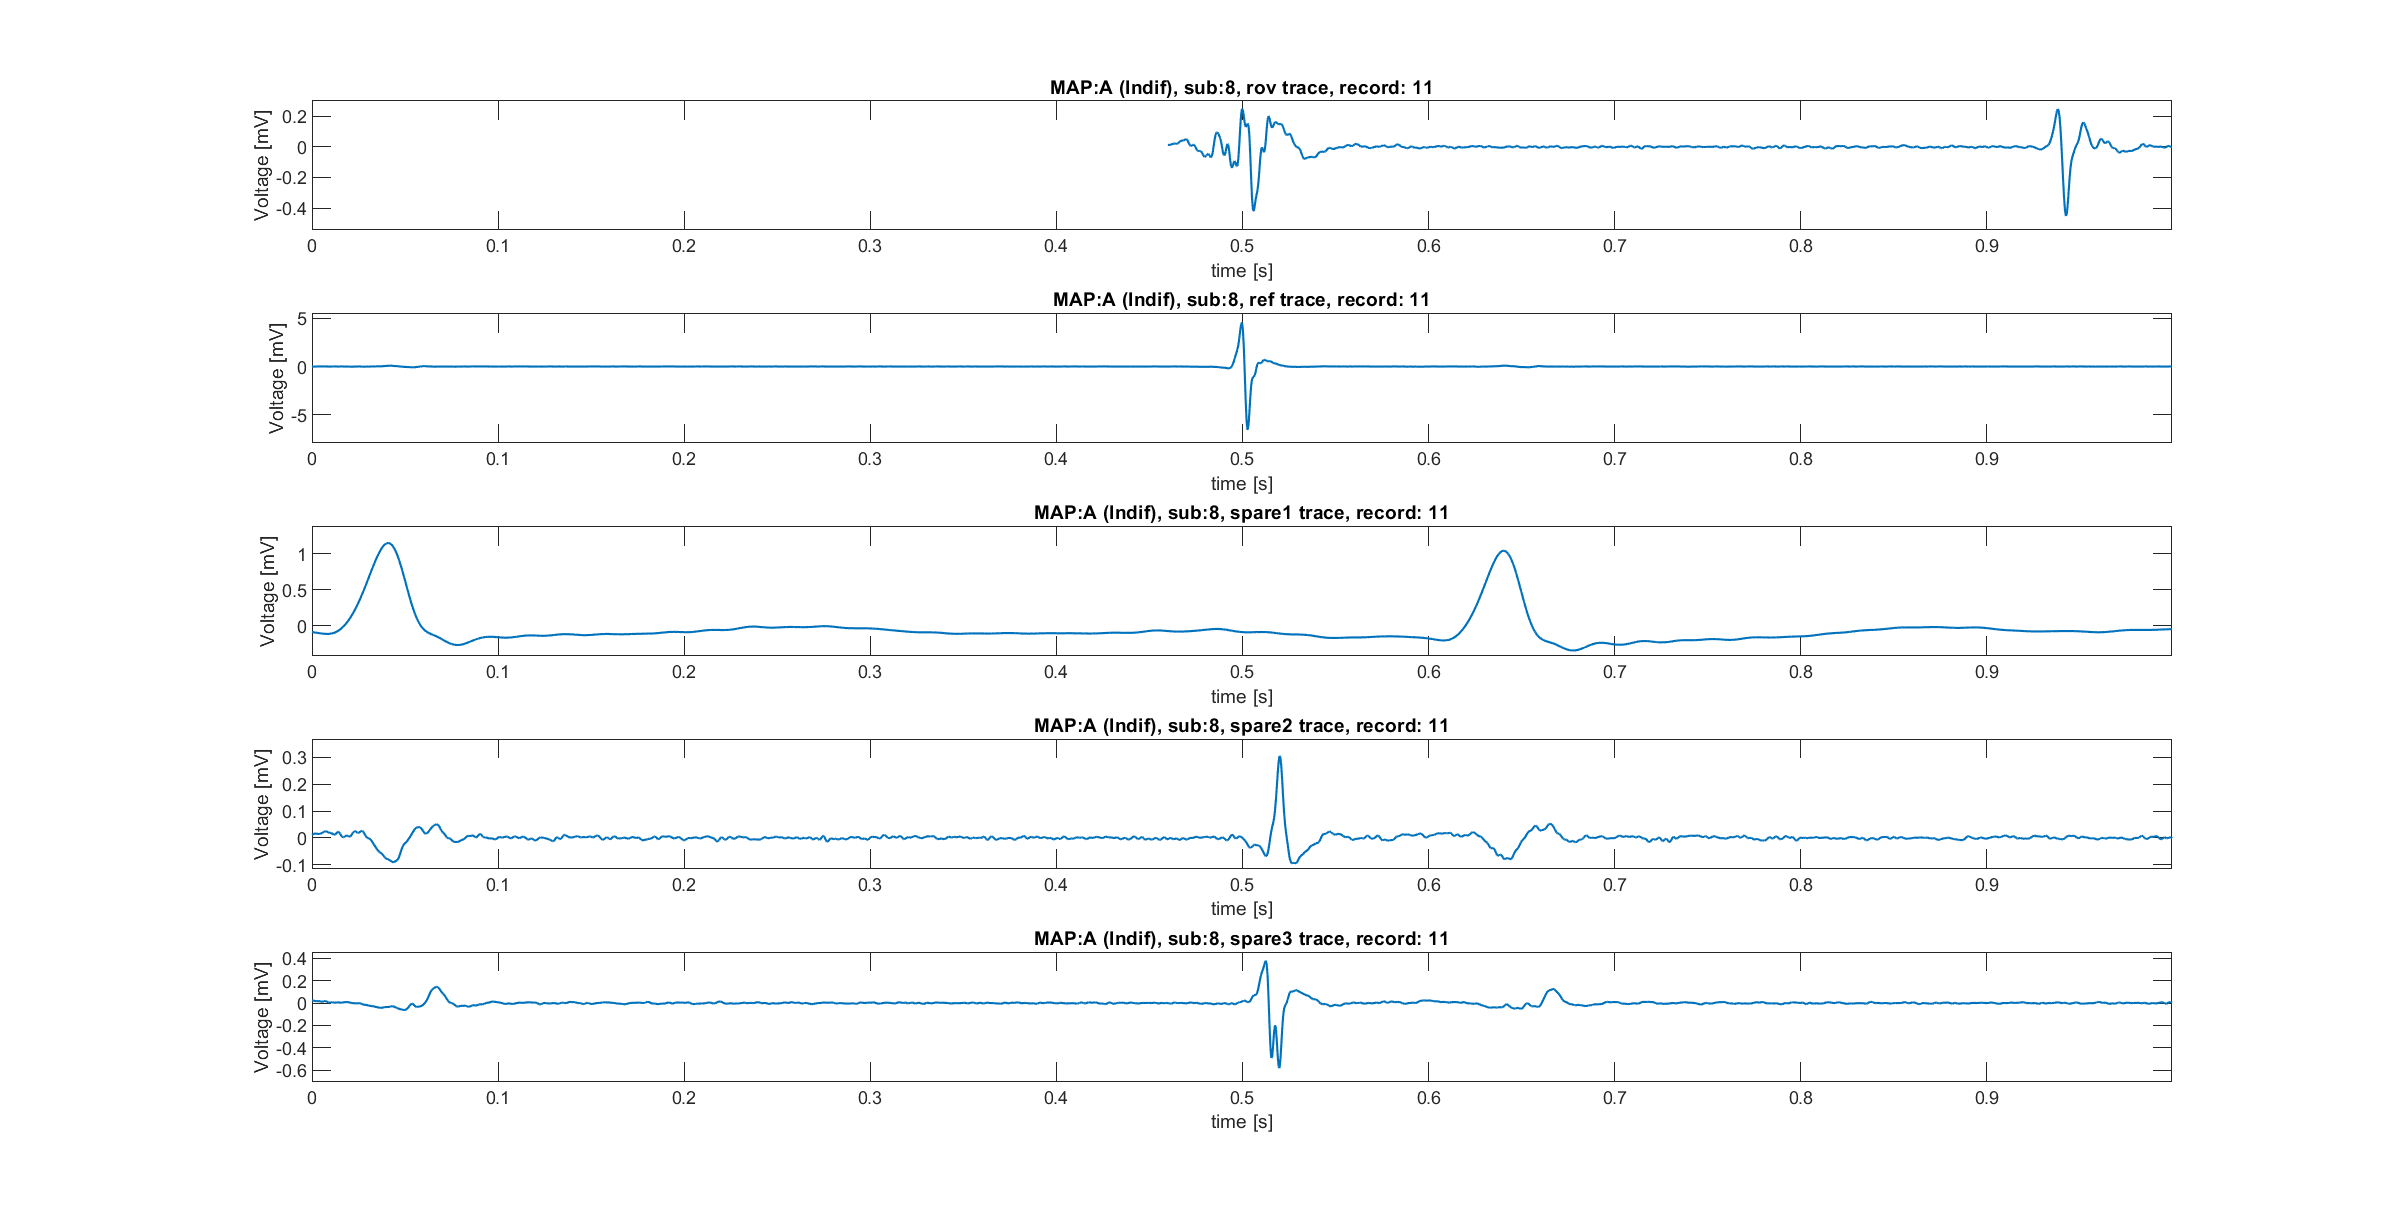 MAP:A (Indif), sub:8, rov trace, record: 11
Voltage [mV]
0.2
0
-0.2
-0.4
0 0.1 0.2 0.3 0.4 0.5 0.6 0.7 0.8 0.9
time [s]
MAP:A (Indif), sub:8, ref trace, record: 11
Voltage [mV]
5
0
-5
0 0.1 0.2 0.3 0.4 0.5 0.6 0.7 0.8 0.9
time [s]
MAP:A (Indif), sub:8, spare1 trace, record: 11
Voltage [mV]
1
0.5
0
0 0.1 0.2 0.3 0.4 0.5 0.6 0.7 0.8 0.9
time [s]
MAP:A (Indif), sub:8, spare2 trace, record: 11
Voltage [mV]
0.3
0.2
0.1
0
-0.1
0 0.1 0.2 0.3 0.4 0.5 0.6 0.7 0.8 0.9
time [s]
MAP:A (Indif), sub:8, spare3 trace, record: 11
Voltage [mV]
0.4
0.2
0
-0.2
-0.4
-0.6
0 0.1 0.2 0.3 0.4 0.5 0.6 0.7 0.8 0.9
time [s]